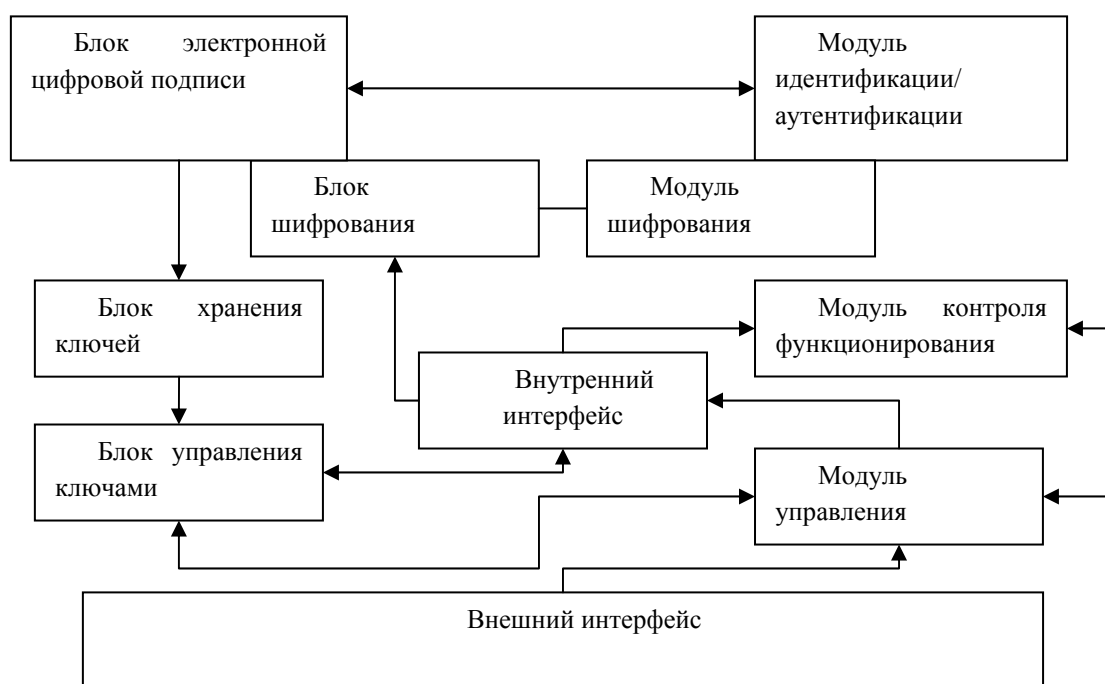 Блок электронной
цифровой подписи
Модуль
идентификации/
аутентификации
Блок
шифрования
Модуль
шифрования
Блок хранения
ключей
Модуль контроля
функционирования
Внутренний
интерфейс
Блок управления
ключами
Модуль
управления
Внешний интерфейс